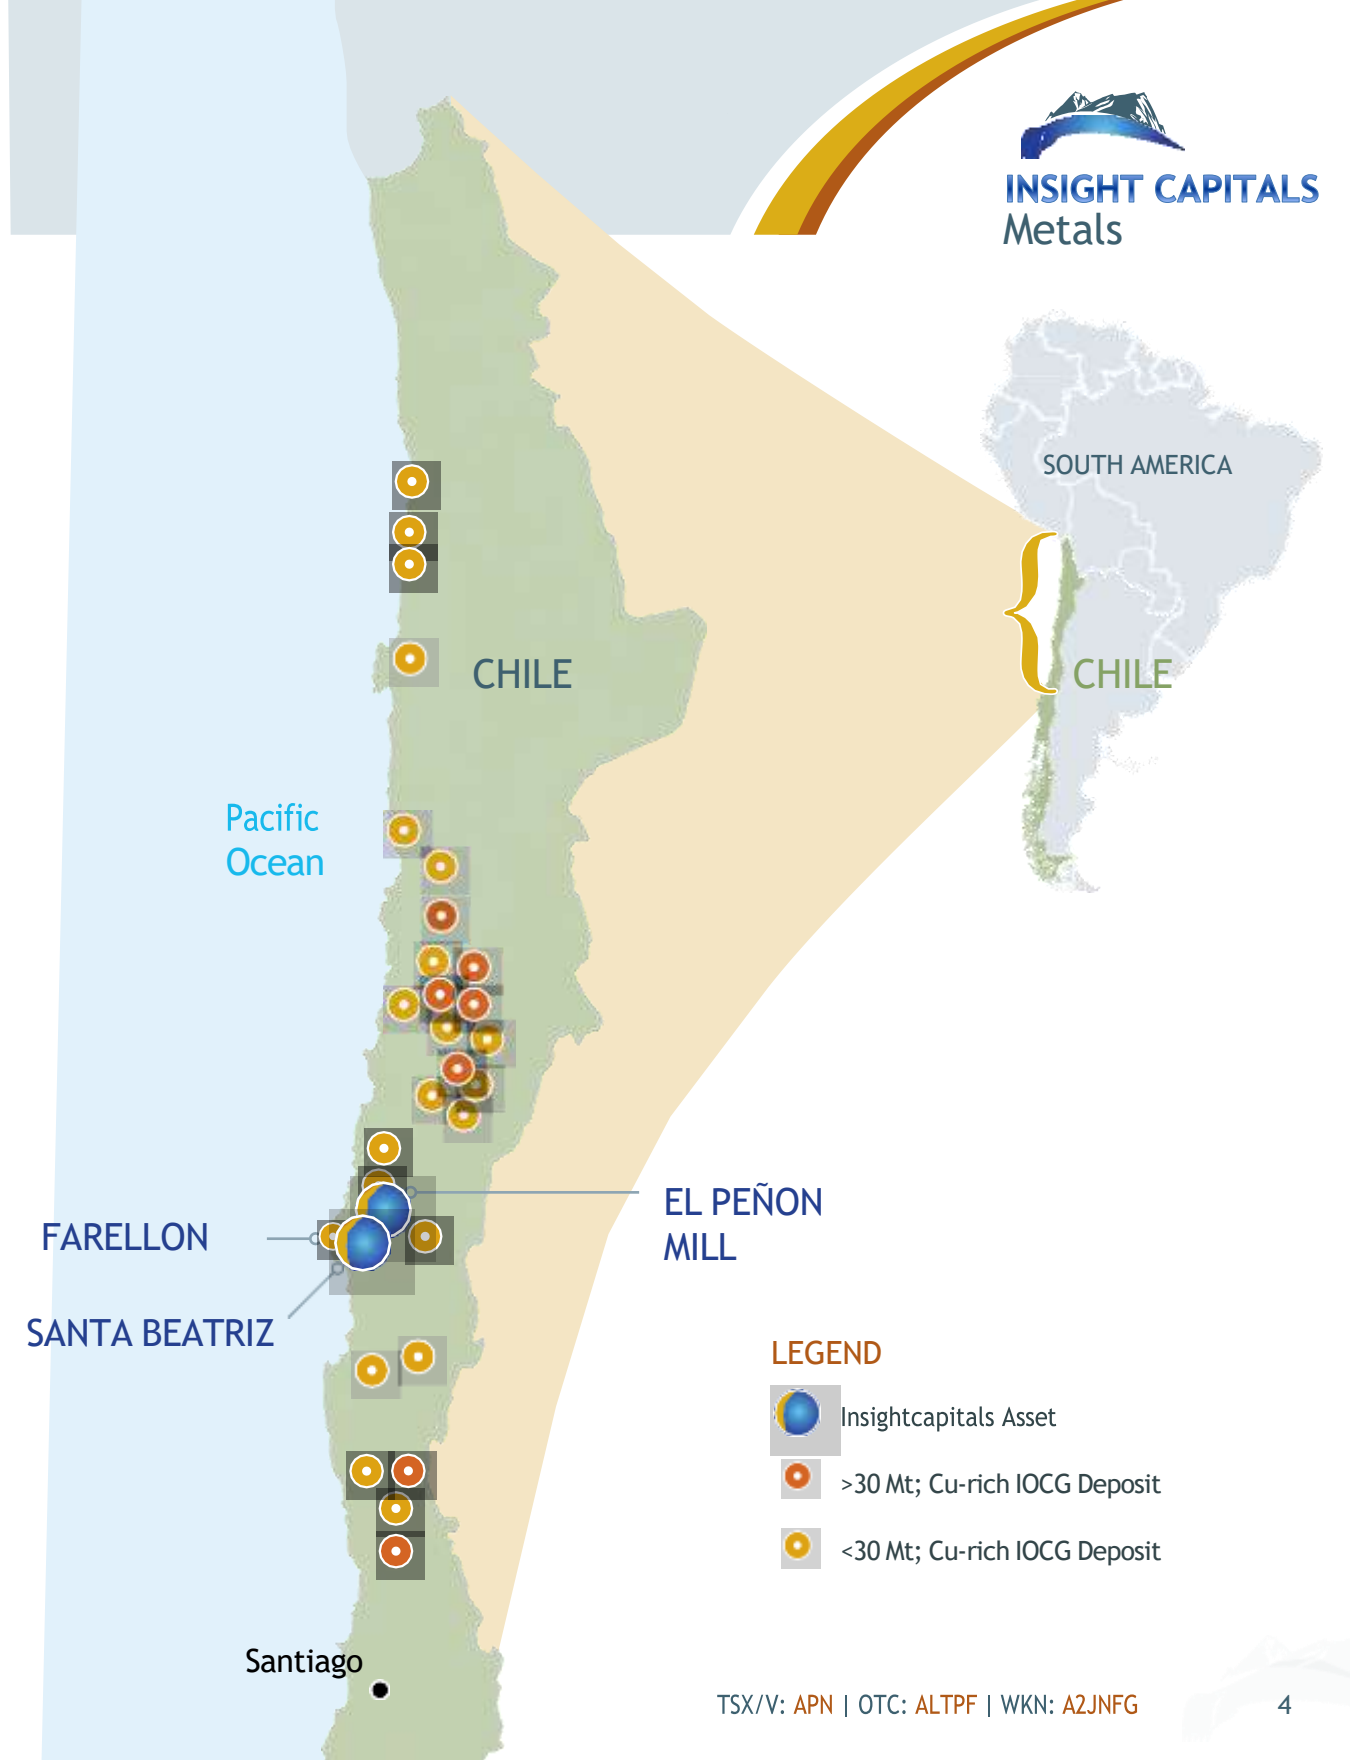 INSIGHT CAPITALS
Metals
SOUTH AMERICA
CHILE
CHILE
Pacific
Ocean
EL PEÑON
MILL
FARELLON
SANTA BEATRIZ
LEGEND
Insightcapitals Asset
>30 Mt; Cu-rich IOCG Deposit
<30 Mt; Cu-rich IOCG Deposit
Santiago
TSX/V: APN | OTC: ALTPF | WKN: A2JNFG
4